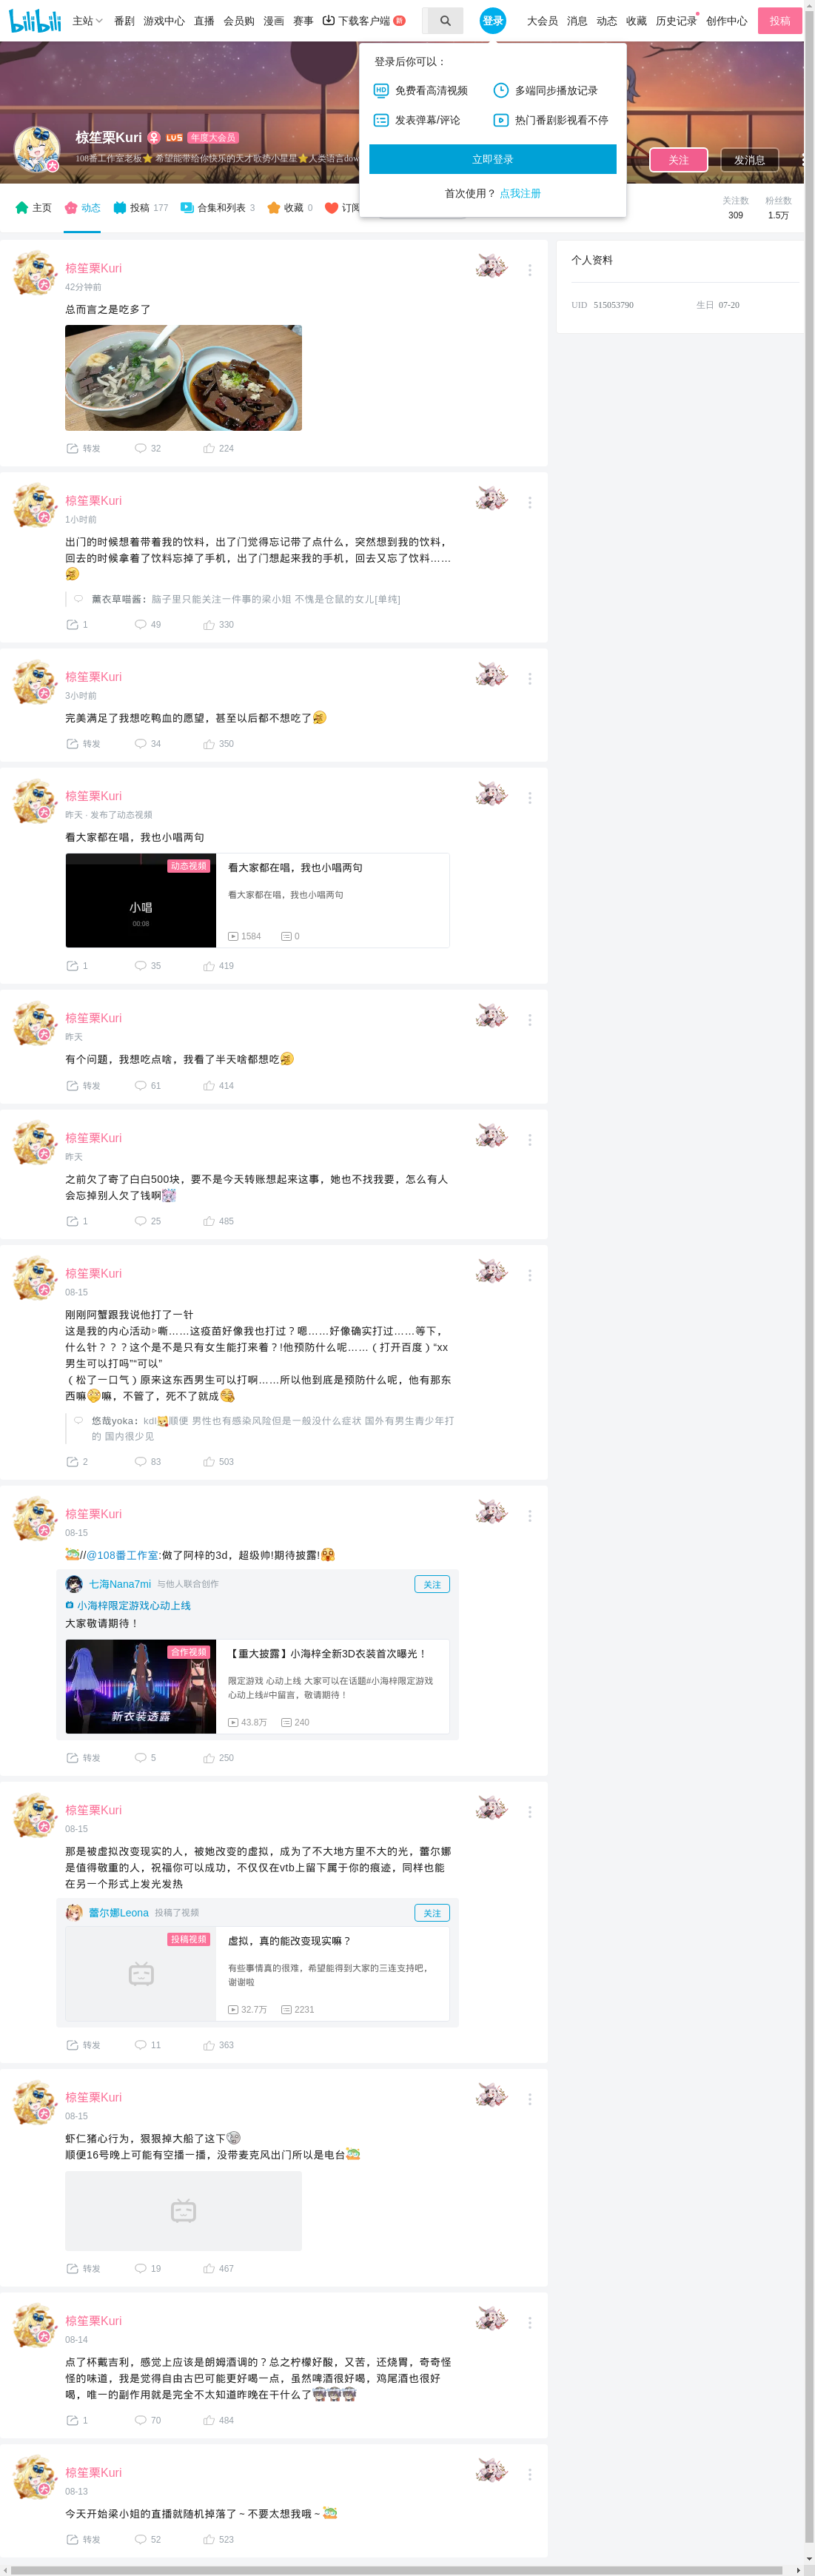 bilibili 主站 番剧 游戏中心 直播 会员购 漫画 赛事 下载客户端 新 登录 大会员 消息 动态 收藏 历史记录 创作中心 投稿
登录后你可以：
免费看高清视频 多端同步播放记录
发表弹幕/评论 热门番剧影视看不停
立即登录
首次使用？ 点我注册
椋笙栗Kuri LV5 年度大会员
108番工作室老板⭐ 希望能带给你快乐的天才歌势小星星⭐人类语言dow
关注 发消息
主页 动态 投稿 177 合集和列表 3 收藏 0 订阅
关注数 粉丝数
309 1.5万
个人资料
UID 515053790 生日 07-20
椋笙栗Kuri
42分钟前
总而言之是吃多了
转发 32 224
椋笙栗Kuri
1小时前
出门的时候想着带着我的饮料，出了门觉得忘记带了点什么，突然想到我的饮料，
回去的时候拿着了饮料忘掉了手机，出了门想起来我的手机，回去又忘了饮料……
薰衣草喵酱：脑子里只能关注一件事的梁小姐 不愧是仓鼠的女儿[单纯]
1 49 330
椋笙栗Kuri
3小时前
完美满足了我想吃鸭血的愿望，甚至以后都不想吃了
转发 34 350
椋笙栗Kuri
昨天 · 发布了动态视频
看大家都在唱，我也小唱两句
动态视频
小唱
00:08
看大家都在唱，我也小唱两句
看大家都在唱，我也小唱两句
1584 0
1 35 419
椋笙栗Kuri
昨天
有个问题，我想吃点啥，我看了半天啥都想吃
转发 61 414
椋笙栗Kuri
昨天
之前欠了寄了白白500块，要不是今天转账想起来这事，她也不找我要，怎么有人
会忘掉别人欠了钱啊
1 25 485
椋笙栗Kuri
08-15
刚刚阿蟹跟我说他打了一针
这是我的内心活动▹嘶……这疫苗好像我也打过？嗯……好像确实打过……等下，
什么针？？？这个是不是只有女生能打来着？!他预防什么呢……（打开百度）“xx
男生可以打吗”“可以”
（松了一口气）原来这东西男生可以打啊……所以他到底是预防什么呢，他有那东
西嘛嘛，不管了，死不了就成
悠哉yoka：kdl顺便 男性也有感染风险但是一般没什么症状 国外有男生青少年打
的 国内很少见
2 83 503
椋笙栗Kuri
08-15
//@108番工作室:做了阿梓的3d，超级帅!期待披露!
七海Nana7mi 与他人联合创作 关注
小海梓限定游戏心动上线
大家敬请期待！
合作视频
新衣装透露
【重大披露】小海梓全新3D衣装首次曝光！
限定游戏 心动上线 大家可以在话题#小海梓限定游戏
心动上线#中留言，敬请期待！
43.8万 240
转发 5 250
椋笙栗Kuri
08-15
那是被虚拟改变现实的人，被她改变的虚拟，成为了不大地方里不大的光，蕾尔娜
是值得敬重的人，祝福你可以成功，不仅仅在vtb上留下属于你的痕迹，同样也能
在另一个形式上发光发热
蕾尔娜Leona 投稿了视频 关注
投稿视频
虚拟，真的能改变现实嘛？
有些事情真的很难，希望能得到大家的三连支持吧，
谢谢啦
32.7万 2231
转发 11 363
椋笙栗Kuri
08-15
虾仁猪心行为，狠狠掉大船了这下
顺便16号晚上可能有空播一播，没带麦克风出门所以是电台
转发 19 467
椋笙栗Kuri
08-14
点了杯戴吉利，感觉上应该是朗姆酒调的？总之柠檬好酸，又苦，还烧胃，奇奇怪
怪的味道，我是觉得自由古巴可能更好喝一点，虽然啤酒很好喝，鸡尾酒也很好
喝，唯一的副作用就是完全不太知道昨晚在干什么了
1 70 484
椋笙栗Kuri
08-13
今天开始梁小姐的直播就随机掉落了～不要太想我哦～
转发 52 523